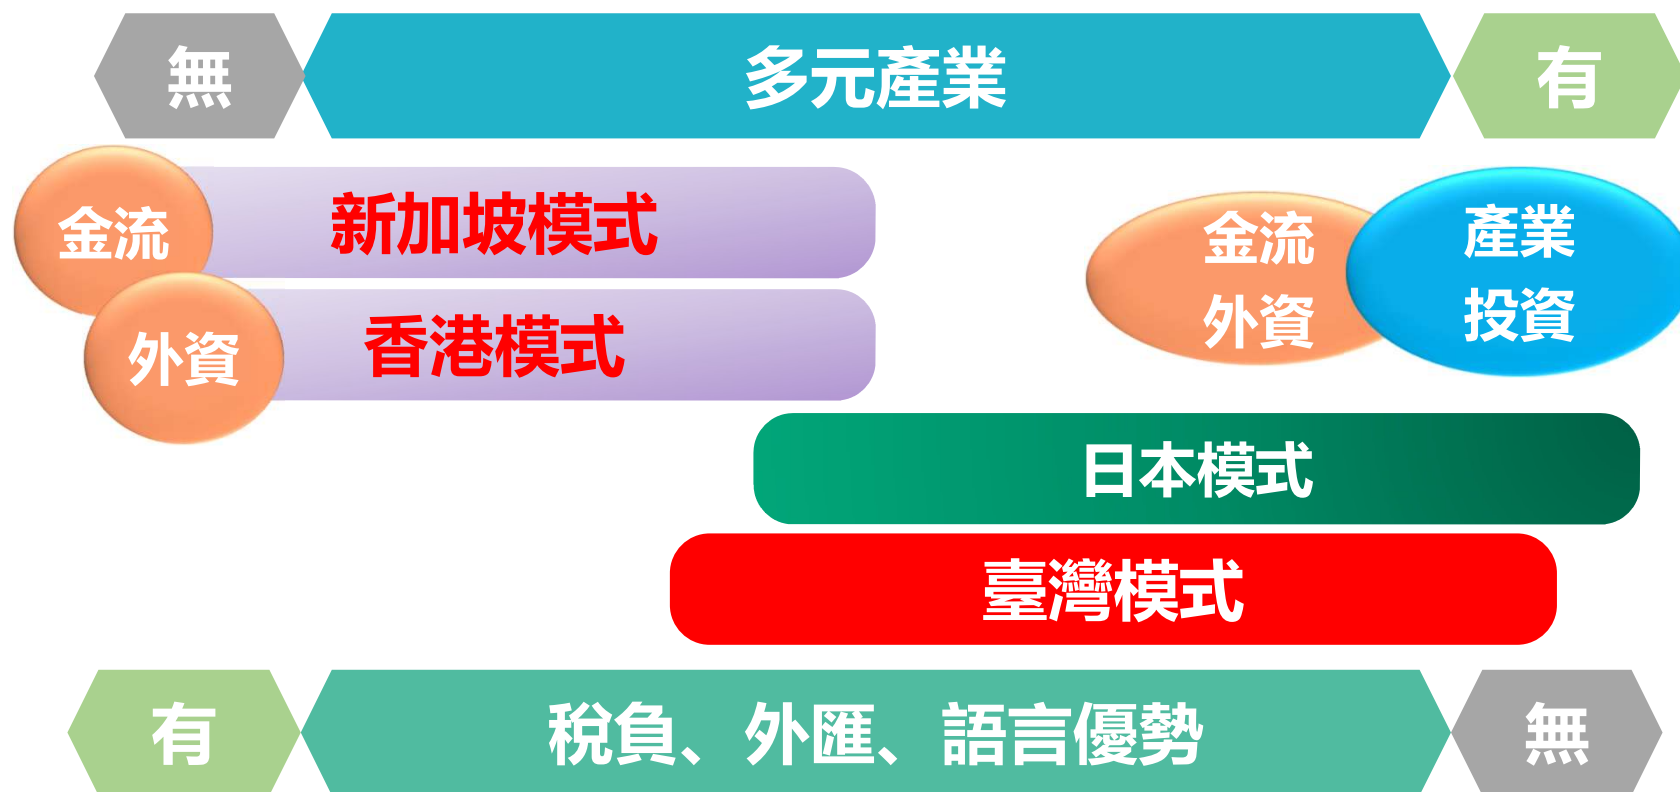 無
多元產業
有
金流
新加坡模式
外資
香港模式
金流
外資
產業
投資
日本模式
臺灣模式
有
稅負、外匯、語言優勢
無